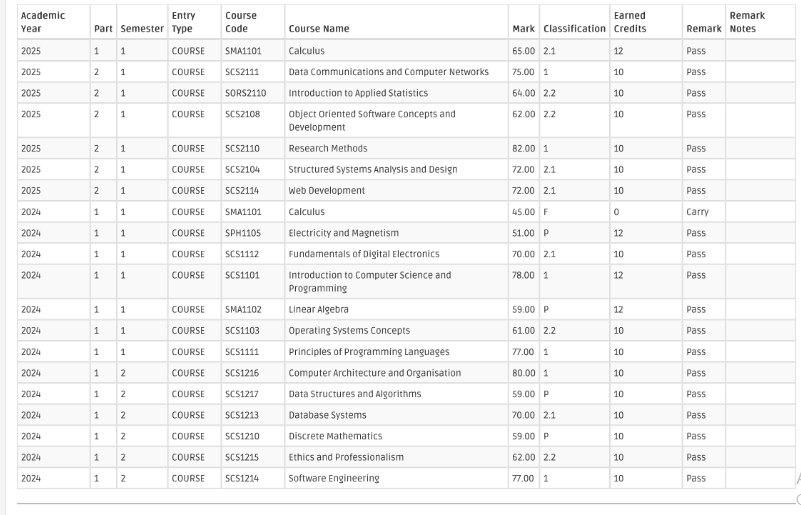 Academic Year Part Semester Entry Type Course Code Course Name Mark Classification Earned Credits Remark Remark Notes
2025 1 1 COURSE SMA1101 Calculus 65.00 2.1 12 Pass
2025 2 1 COURSE SCS2111 Data Communications and Computer Networks 75.00 1 10 Pass
2025 2 1 COURSE SORS2110 Introduction to Applied Statistics 64.00 2.2 10 Pass
2025 2 1 COURSE SCS2108 Object Oriented Software Concepts and Development 62.00 2.2 10 Pass
2025 2 1 COURSE SCS2110 Research Methods 82.00 1 10 Pass
2025 2 1 COURSE SCS2104 Structured Systems Analysis and Design 72.00 2.1 10 Pass
2025 2 1 COURSE SCS2114 Web Development 72.00 2.1 10 Pass
2024 1 1 COURSE SMA1101 Calculus 45.00 F 0 Carry
2024 1 1 COURSE SPH1105 Electricity and Magnetism 51.00 P 12 Pass
2024 1 1 COURSE SCS1112 Fundamentals of Digital Electronics 70.00 2.1 10 Pass
2024 1 1 COURSE SCS1101 Introduction to Computer Science and Programming 78.00 1 12 Pass
2024 1 1 COURSE SMA1102 Linear Algebra 59.00 P 12 Pass
2024 1 1 COURSE SCS1103 Operating Systems Concepts 61.00 2.2 10 Pass
2024 1 1 COURSE SCS1111 Principles of Programming Languages 77.00 1 10 Pass
2024 1 2 COURSE SCS1216 Computer Architecture and Organisation 80.00 1 10 Pass
2024 1 2 COURSE SCS1217 Data Structures and Algorithms 59.00 P 10 Pass
2024 1 2 COURSE SCS1213 Database Systems 70.00 2.1 10 Pass
2024 1 2 COURSE SCS1210 Discrete Mathematics 59.00 P 10 Pass
2024 1 2 COURSE SCS1215 Ethics and Professionalism 62.00 2.2 10 Pass
2024 1 2 COURSE SCS1214 Software Engineering 77.00 1 10 Pass